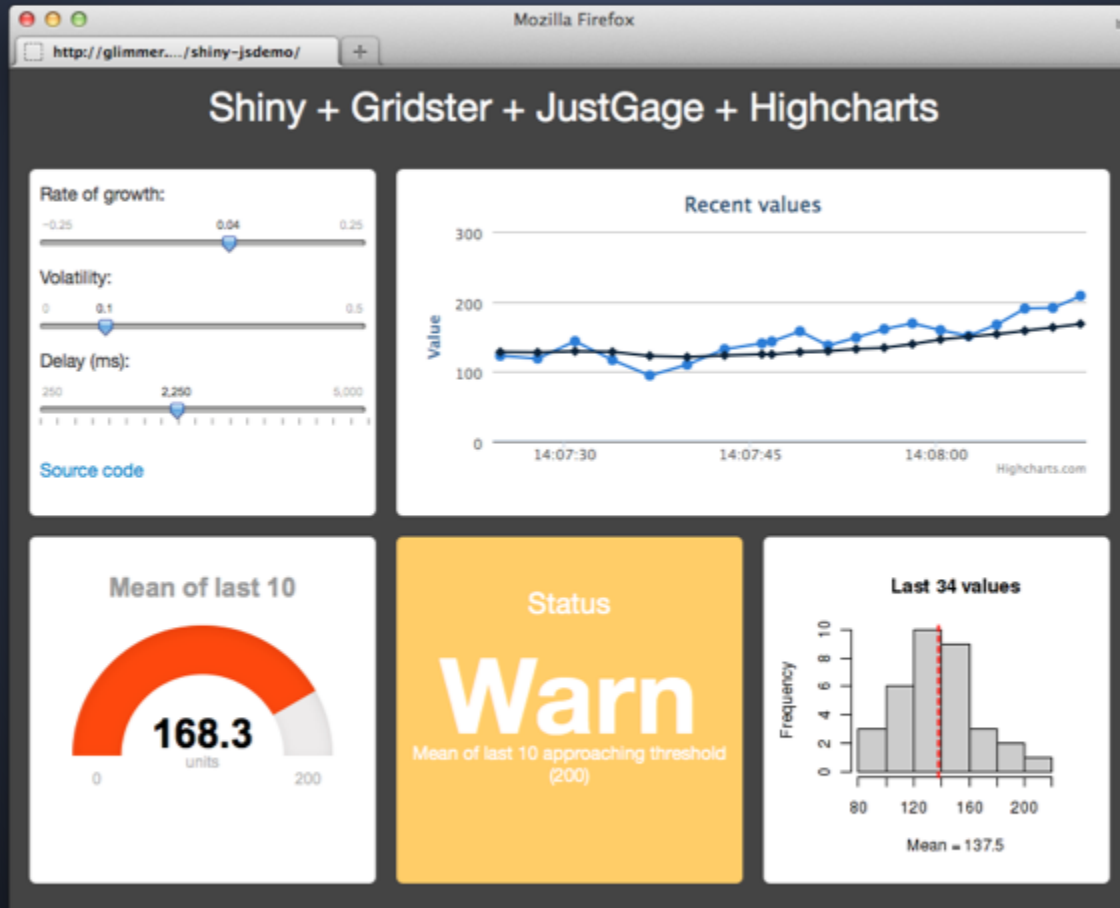 Mozilla Firefox
http://glimmer..../shiny-jsdemo/
+
Shiny + Gridster + JustGage + Highcharts
Rate of growth:
-0.25 0.04 0.25
Volatility:
0 0.1 0.5
Delay (ms):
250 2,250 5,000
Source code
Recent values
Value
300
200
100
0
14:07:30 14:07:45 14:08:00
Highcharts.com
Mean of last 10
168.3
units
0 200
Status
Warn
Mean of last 10 approaching threshold
(200)
Last 34 values
Frequency
10
8
6
4
2
0
80 120 160 200
Mean = 137.5